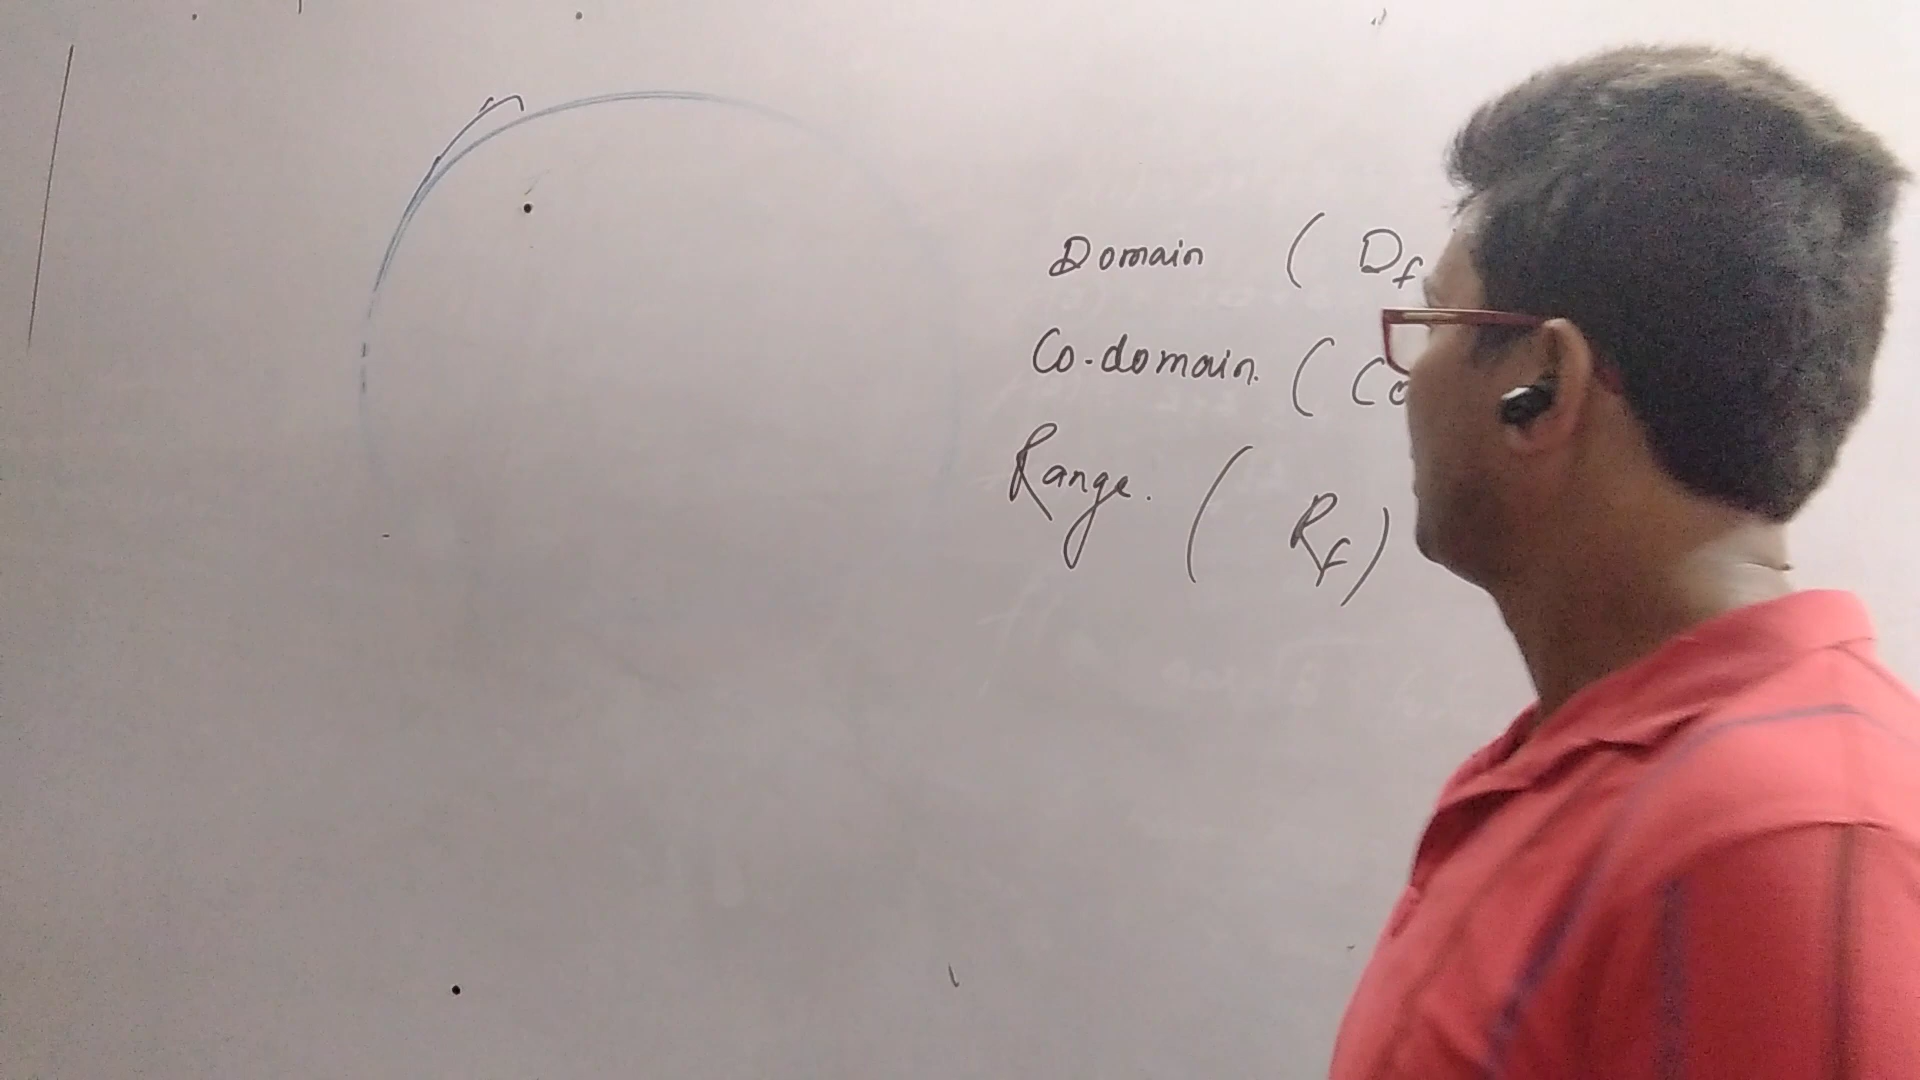 Domain ( Df
Co-domain. ( Co
Range. ( Rf)